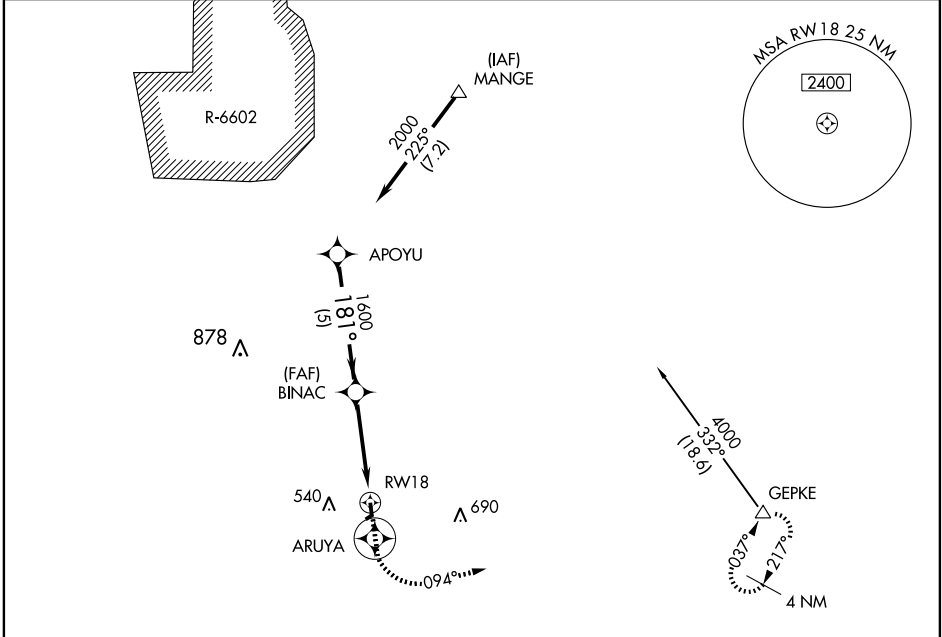 MSA RW18 25 NM
2400
(IAF)
MANGE
R-6602
2000
225°
(7.2)
APOYU
1600
181°
(5)
878
(FAF)
BINAC
4000
332°
(18.6)
RW18
540
690
GEPKE
ARUYA
037°
217°
094°
4 NM